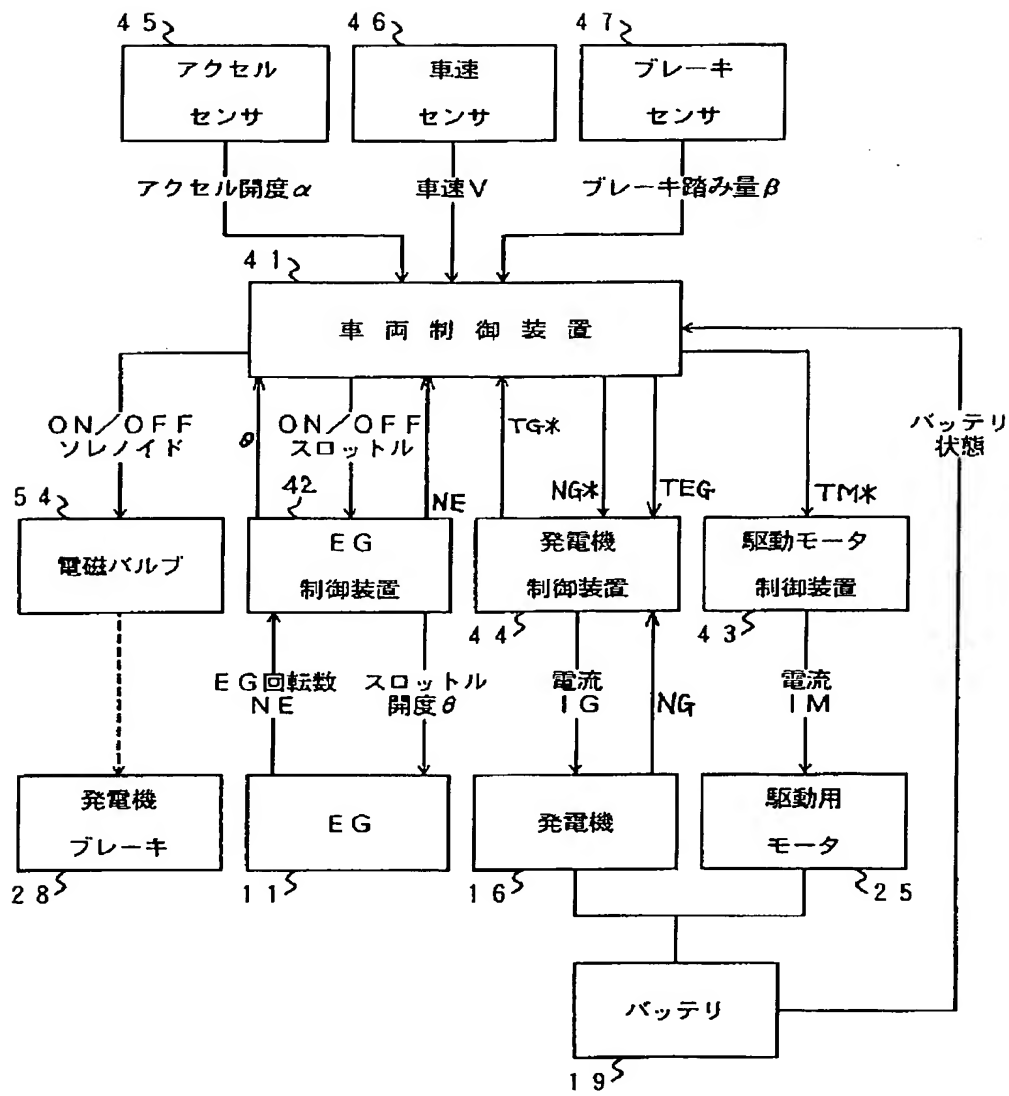 45
46
47
アクセル
センサ
車速
センサ
ブレーキ
センサ
アクセル開度α
車速V
ブレーキ踏み量β
41
車両制御装置
ON/OFF
ソレノイド
θ
ON/OFF
スロットル
NE
TG*
NG*
TEG
TM*
バッテリ
状態
54
電磁バルブ
42
EG
制御装置
発電機
制御装置
44
駆動モータ
制御装置
43
EG回転数
NE
スロットル
開度θ
電流
IG
NG
電流
IM
発電機
ブレーキ
28
EG
11
発電機
16
駆動用
モータ
25
バッテリ
19